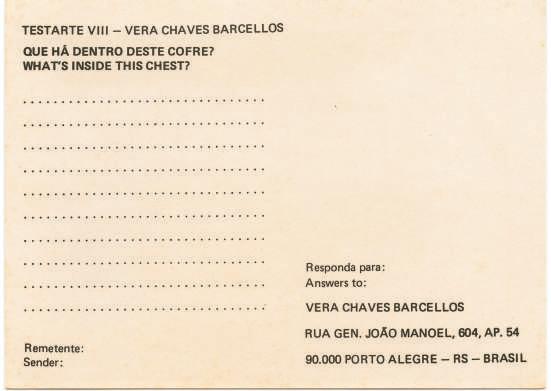 TESTARTE VIII – VERA CHAVES BARCELLOS
QUE HÁ DENTRO DESTE COFRE?
WHAT'S INSIDE THIS CHEST?
Remetente:
Sender:
Responda para:
Answers to:
VERA CHAVES BARCELLOS
RUA GEN. JOÃO MANOEL, 604, AP. 54
90.000 PORTO ALEGRE – RS – BRASIL